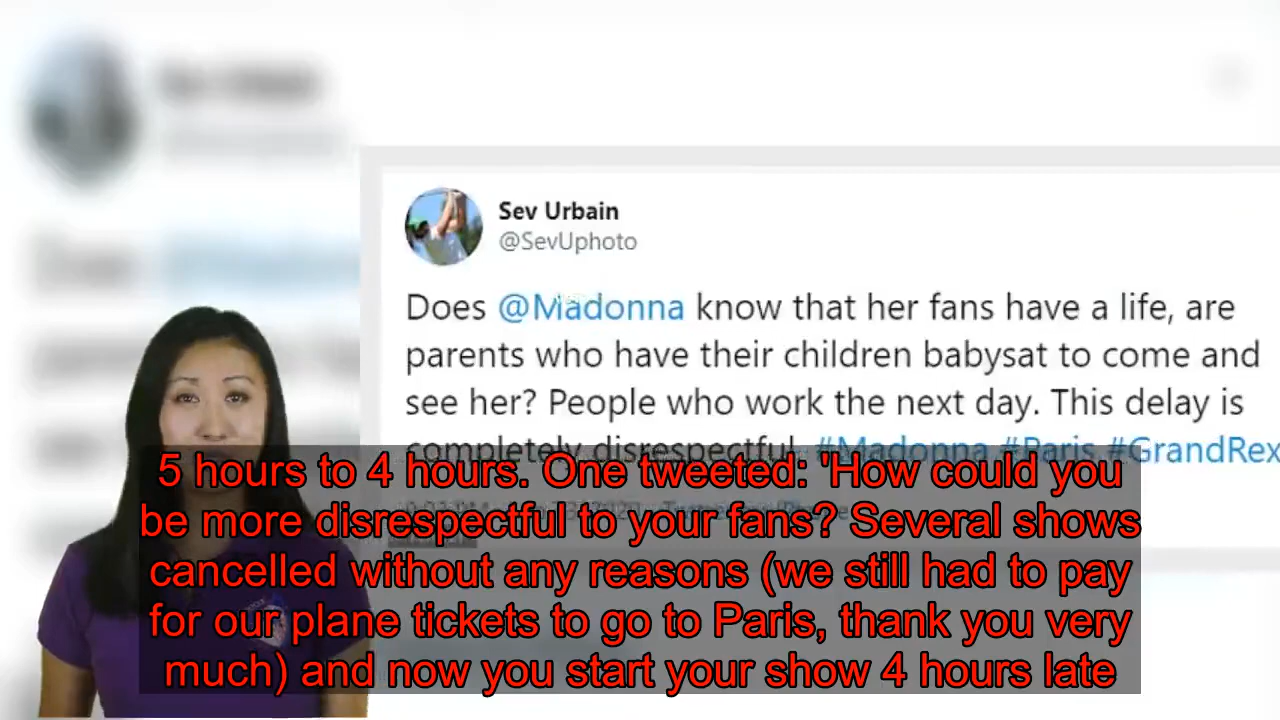 Sev Urbain
@SevUphoto
Does @Madonna know that her fans have a life, are
parents who have their children babysat to come and
see her? People who work the next day. This delay is
completely disrespectful. #Madonna #Paris #GrandRex
5 hours to 4 hours. One tweeted: 'How could you
be more disrespectful to your fans? Several shows
cancelled without any reasons (we still had to pay
for our plane tickets to go to Paris, thank you very
much) and now you start your show 4 hours late